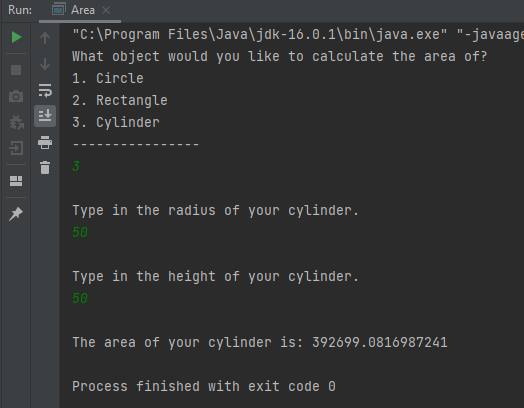 Run: Area ×
"C:\Program Files\Java\jdk-16.0.1\bin\java.exe" "-javaage
What object would you like to calculate the area of?
1. Circle
2. Rectangle
3. Cylinder
----------------
3
Type in the radius of your cylinder.
50
Type in the height of your cylinder.
50
The area of your cylinder is: 392699.0816987241
Process finished with exit code 0